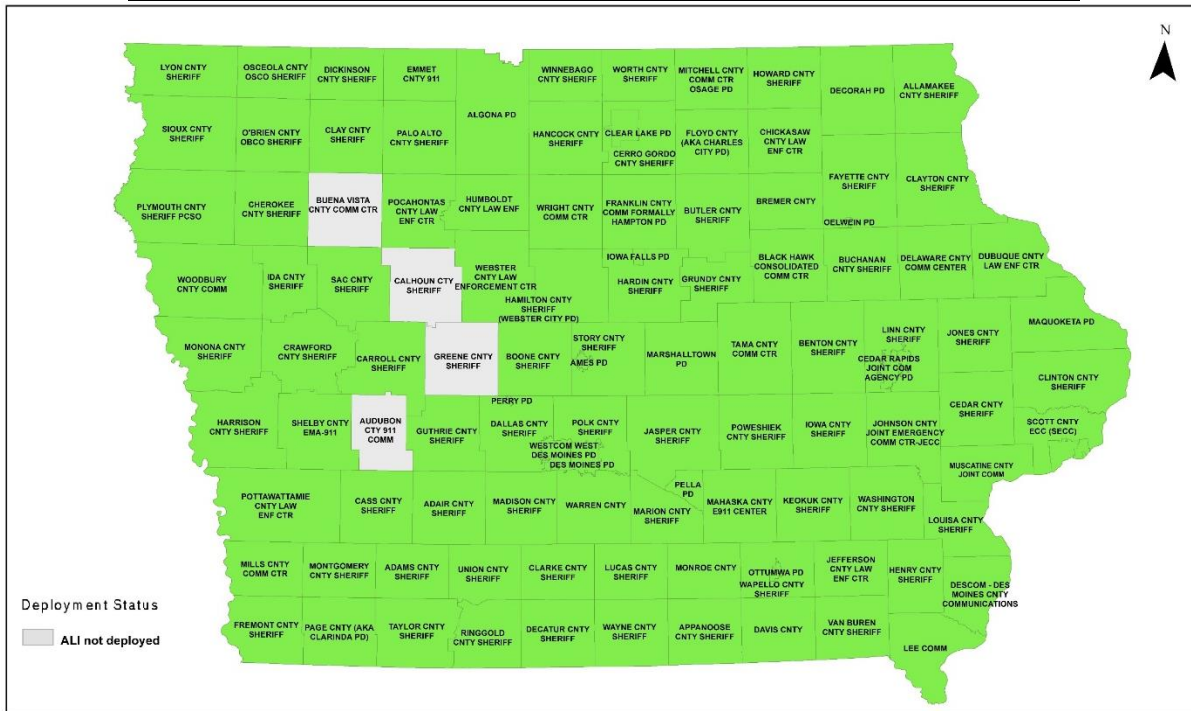 N
LYON CNTY
SHERIFF
OSCEOLA CNTY
OSCO SHERIFF
DICKINSON
CNTY SHERIFF
EMMET
CNTY 911
WINNEBAGO
CNTY SHERIFF
WORTH CNTY
SHERIFF
MITCHELL CNTY
COMM CTR
OSAGE PD
HOWARD CNTY
SHERIFF
DECORAH PD
ALLAMAKEE
CNTY SHERIFF
ALGONA PD
SIOUX CNTY
SHERIFF
O'BRIEN CNTY
OBCO SHERIFF
CLAY CNTY
SHERIFF
PALO ALTO
CNTY SHERIFF
HANCOCK CNTY
SHERIFF
CLEAR LAKE PD
CERRO GORDO
CNTY SHERIFF
FLOYD CNTY
(AKA CHARLES
CITY PD)
CHICKASAW
CNTY LAW
ENF CTR
FAYETTE CNTY
SHERIFF
CLAYTON CNTY
SHERIFF
PLYMOUTH CNTY
SHERIFF PCSO
CHEROKEE
CNTY SHERIFF
BUENA VISTA
CNTY COMM CTR
POCAHONTAS
CNTY LAW
ENF CTR
HUMBOLDT
CNTY LAW ENF
WRIGHT CNTY
COMM CTR
FRANKLIN CNTY
COMM FORMALLY
HAMPTON PD
BUTLER CNTY
SHERIFF
BREMER CNTY
OELWEIN PD
WOODBURY
CNTY COMM
IDA CNTY
SHERIFF
SAC CNTY
SHERIFF
CALHOUN CTY
SHERIFF
WEBSTER
CNTY LAW
ENFORCEMENT CTR
HAMILTON CNTY
SHERIFF
(WEBSTER CITY PD)
IOWA FALLS PD
HARDIN CNTY
SHERIFF
GRUNDY CNTY
SHERIFF
BLACK HAWK
CONSOLIDATED
COMM CTR
BUCHANAN
CNTY SHERIFF
DELAWARE CNTY
COMM CENTER
DUBUQUE CNTY
LAW ENF CTR
MONONA CNTY
SHERIFF
CRAWFORD
CNTY SHERIFF
CARROLL CNTY
SHERIFF
GREENE CNTY
SHERIFF
BOONE CNTY
SHERIFF
STORY CNTY
SHERIFF
AMES PD
MARSHALLTOWN
PD
TAMA CNTY
COMM CTR
BENTON CNTY
SHERIFF
LINN CNTY
SHERIFF
CEDAR RAPIDS
JOINT COM
AGENCY PD
JONES CNTY
SHERIFF
MAQUOKETA PD
CLINTON CNTY
SHERIFF
HARRISON
CNTY SHERIFF
SHELBY CNTY
EMA-911
AUDUBON
CTY 911
COMM
GUTHRIE CNTY
SHERIFF
PERRY PD
DALLAS CNTY
SHERIFF
POLK CNTY
SHERIFF
WESTCOM WEST
DES MOINES PD
DES MOINES PD
JASPER CNTY
SHERIFF
POWESHIEK
CNTY SHERIFF
IOWA CNTY
SHERIFF
JOHNSON CNTY
JOINT EMERGENCY
COMM CTR-JECC
CEDAR CNTY
SHERIFF
SCOTT CNTY
ECC (SECC)
MUSCATINE CNTY
JOINT COMM
POTTAWATTAMIE
CNTY LAW
ENF CTR
CASS CNTY
SHERIFF
ADAIR CNTY
SHERIFF
MADISON CNTY
SHERIFF
WARREN CNTY
MARION CNTY
SHERIFF
PELLA
PD
MAHASKA CNTY
E911 CENTER
KEOKUK CNTY
SHERIFF
WASHINGTON
CNTY SHERIFF
LOUISA CNTY
SHERIFF
MILLS CNTY
COMM CTR
MONTGOMERY
CNTY SHERIFF
ADAMS CNTY
SHERIFF
UNION CNTY
SHERIFF
CLARKE CNTY
SHERIFF
LUCAS CNTY
SHERIFF
MONROE CNTY
OTTUMWA PD
WAPELLO CNTY
SHERIFF
JEFFERSON
CNTY LAW
ENF CTR
HENRY CNTY
SHERIFF
DESCOM - DES
MOINES CNTY
COMMUNICATIONS
FREMONT CNTY
SHERIFF
PAGE CNTY (AKA
CLARINDA PD)
TAYLOR CNTY
SHERIFF
RINGGOLD
CNTY SHERIFF
DECATUR CNTY
SHERIFF
WAYNE CNTY
SHERIFF
APPANOOSE
CNTY SHERIFF
DAVIS CNTY
VAN BUREN
CNTY SHERIFF
LEE COMM
Deployment Status
ALI not deployed